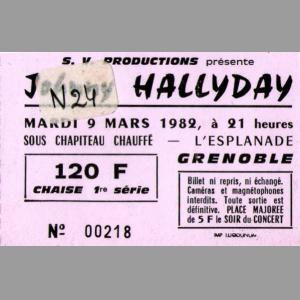 S. V. PRODUCTIONS présente
HALLYDAY
N24
MARDI 9 MARS 1982, à 21 heures
SOUS CHAPITEAU CHAUFFÉ — L'ESPLANADE
GRENOBLE
120 F
CHAISE 1re série
Billet ni repris, ni échangé.
Caméras et magnétophones
interdits. Toute sortie est
définitive. PLACE MAJORÉE
de 5 F le SOIR du CONCERT
Nº 00218